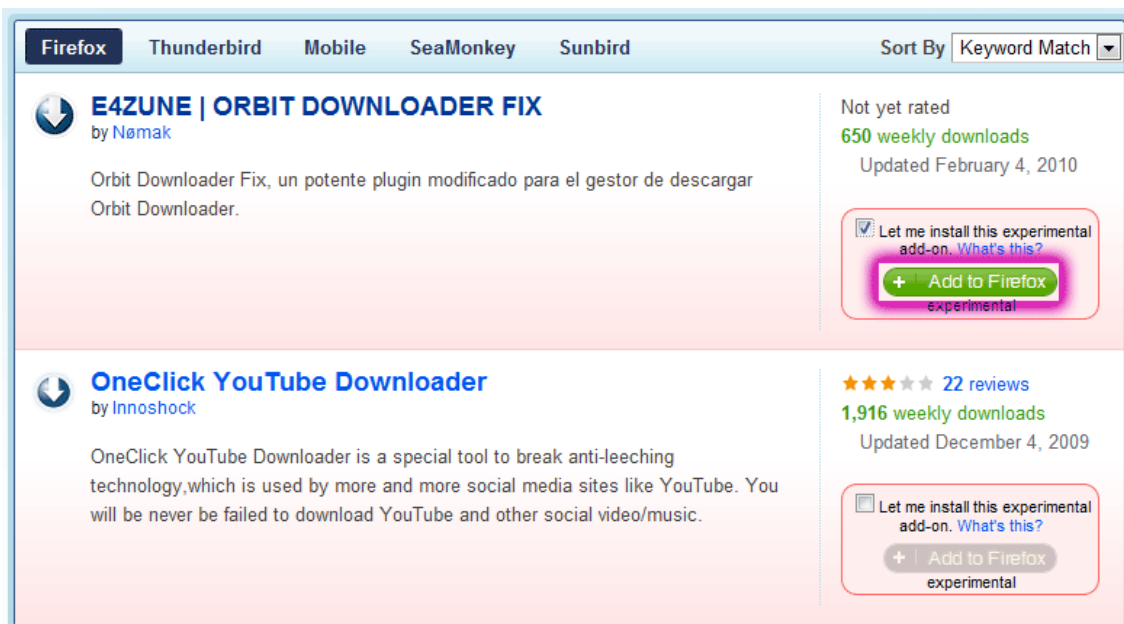 Firefox Thunderbird Mobile SeaMonkey Sunbird Sort By Keyword Match
E4ZUNE | ORBIT DOWNLOADER FIX
by Nømak
Orbit Downloader Fix, un potente plugin modificado para el gestor de descargar
Orbit Downloader.
Not yet rated
650 weekly downloads
Updated February 4, 2010
Let me install this experimental
add-on. What's this?
+ Add to Firefox
experimental
OneClick YouTube Downloader
by Innoshock
OneClick YouTube Downloader is a special tool to break anti-leeching
technology,which is used by more and more social media sites like YouTube. You
will be never be failed to download YouTube and other social video/music.
22 reviews
1,916 weekly downloads
Updated December 4, 2009
Let me install this experimental
add-on. What's this?
+ Add to Firefox
experimental